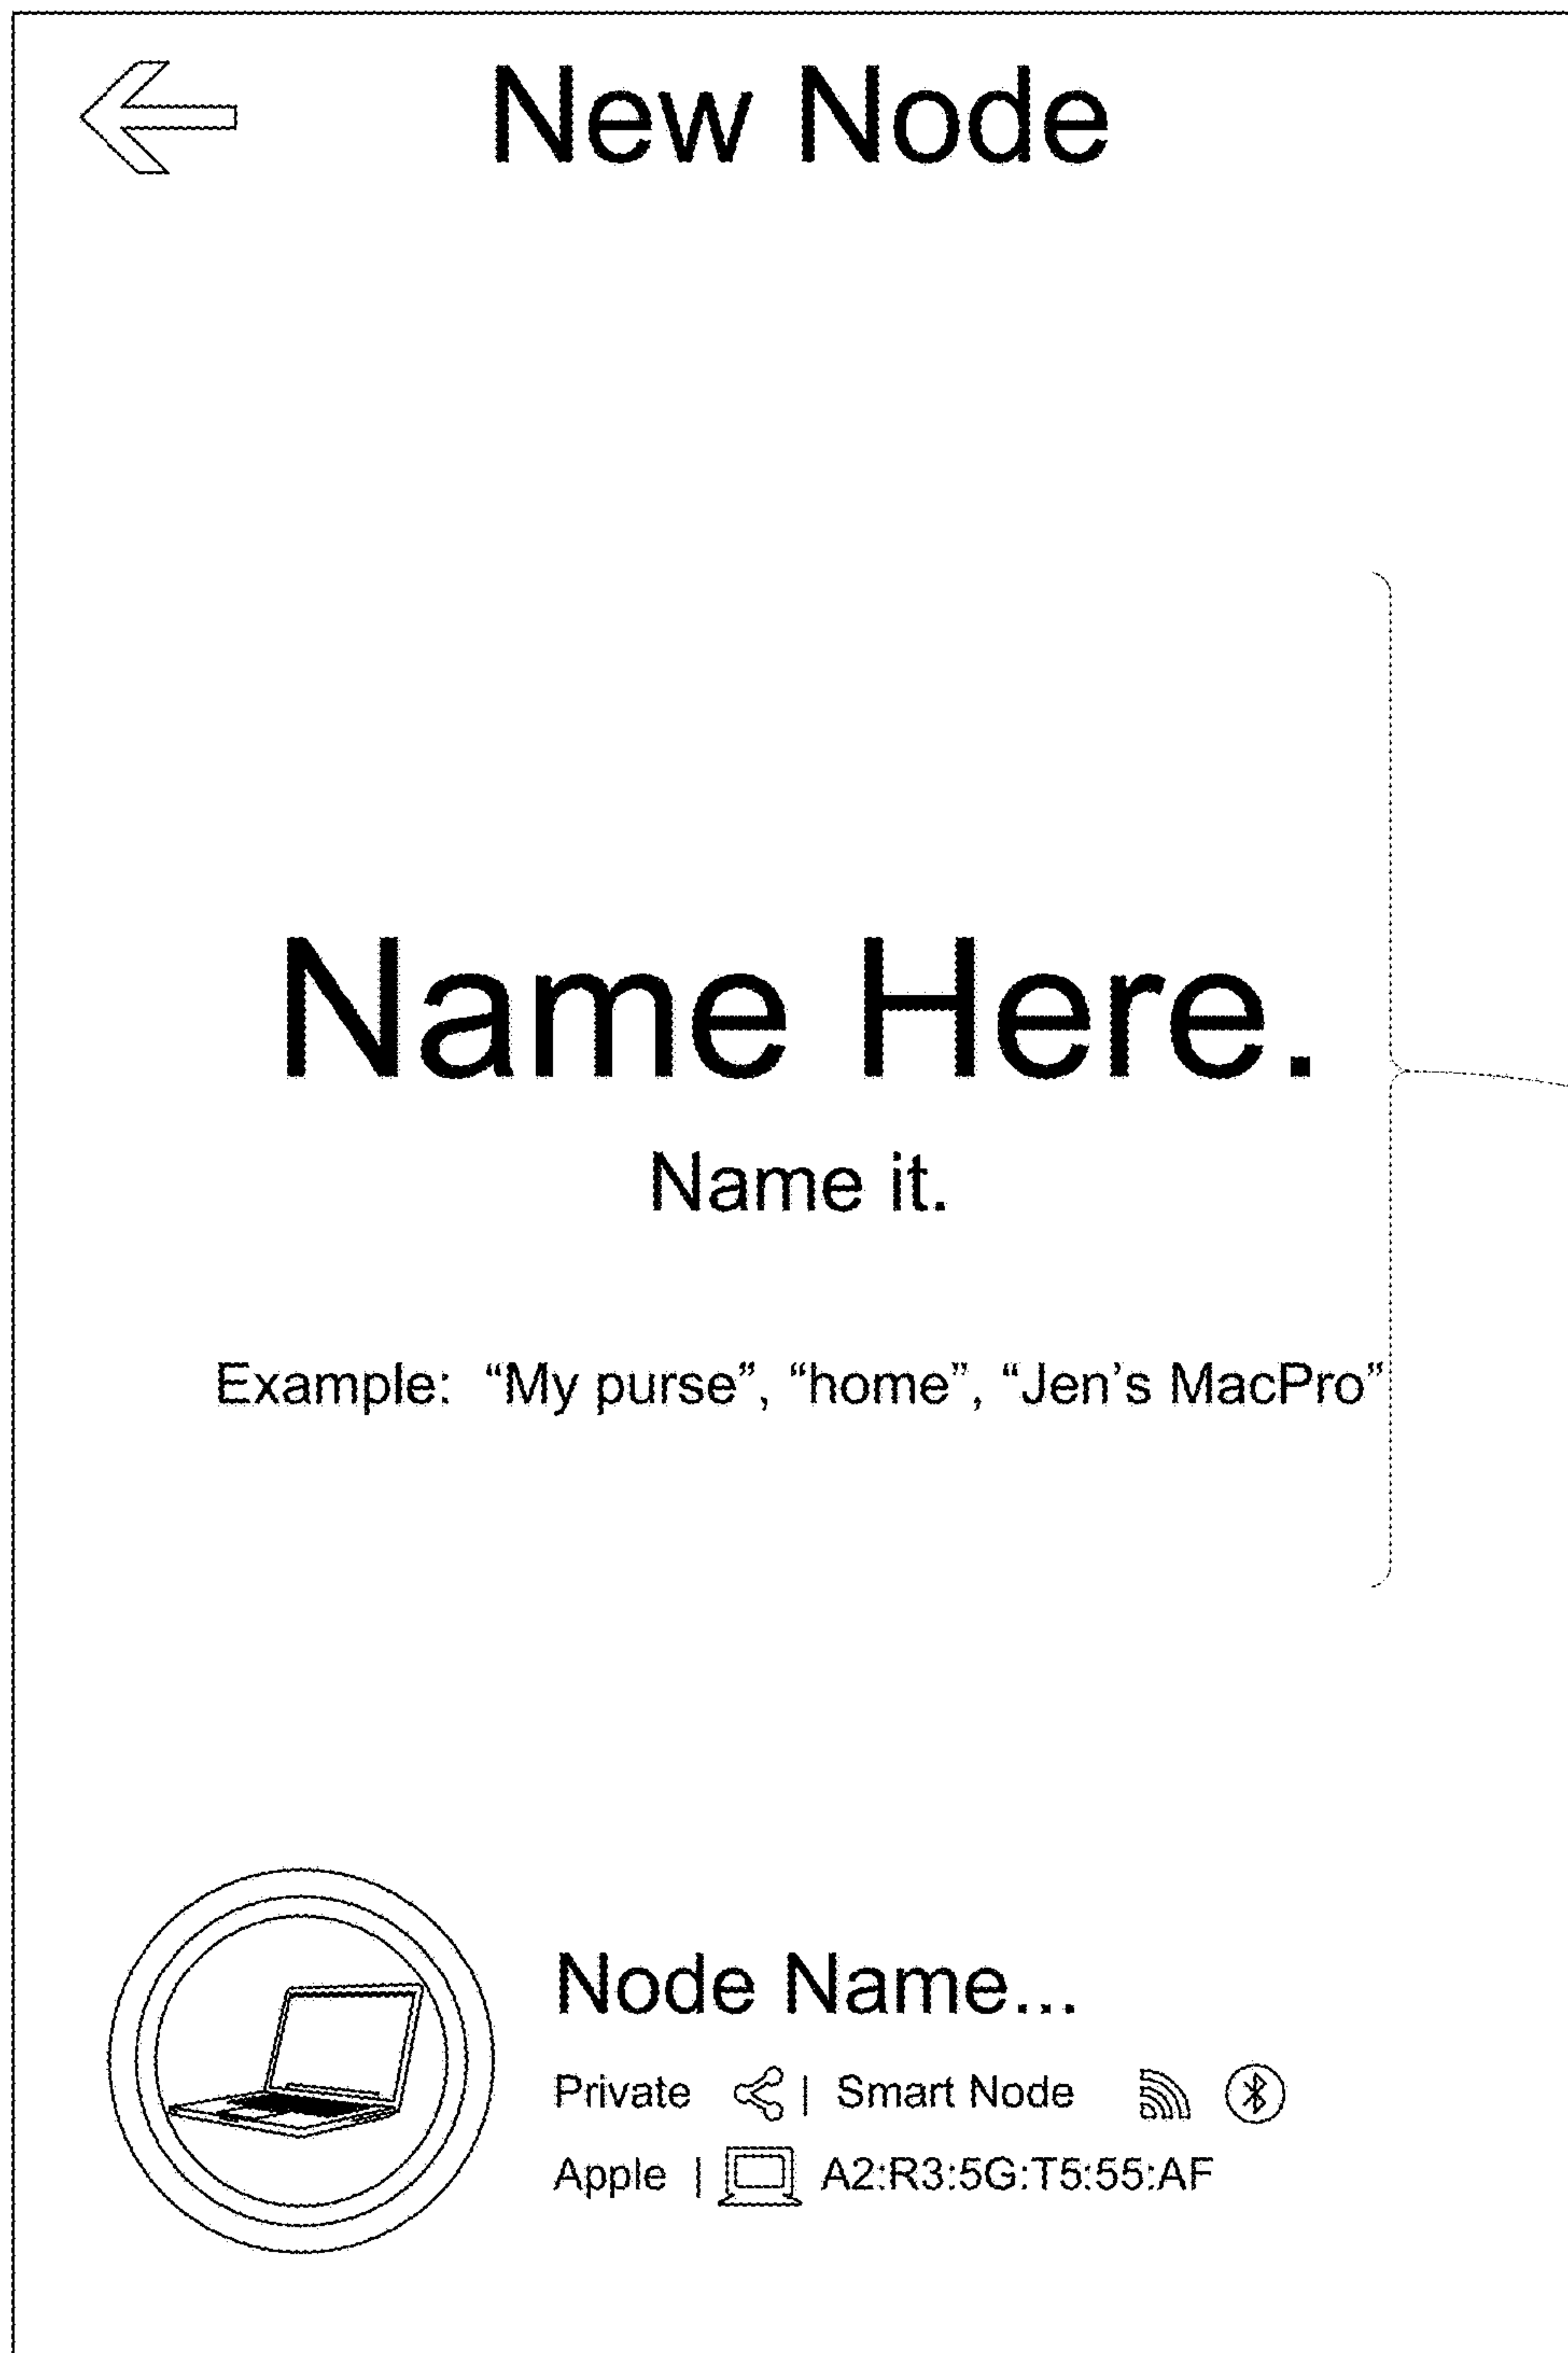 New Node
Name Here.
Name it.
Example: “My purse”, “home”, “Jen’s MacPro”
Node Name...
Private | Smart Node
Apple | A2:R3:5G:T5:55:AF